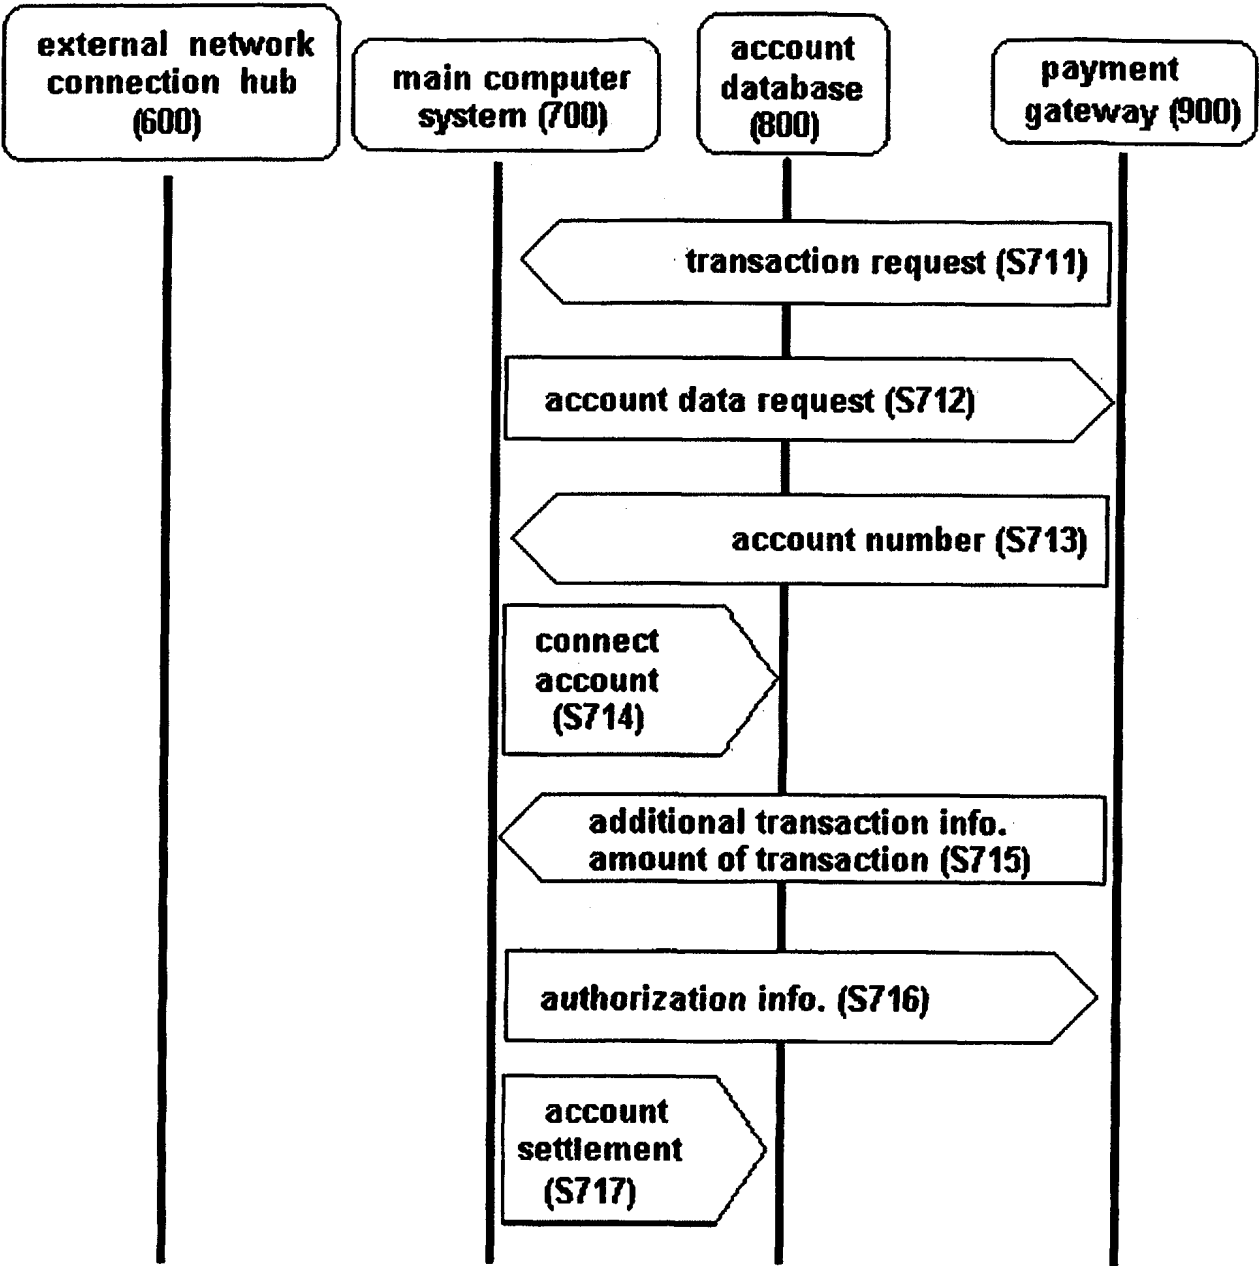 external network
connection hub
(600)
main computer
system (700)
account
database
(800)
payment
gateway (900)
transaction request (S711)
account data request (S712)
account number (S713)
connect
account
(S714)
additional transaction info.
amount of transaction (S715)
authorization info. (S716)
account
settlement
(S717)